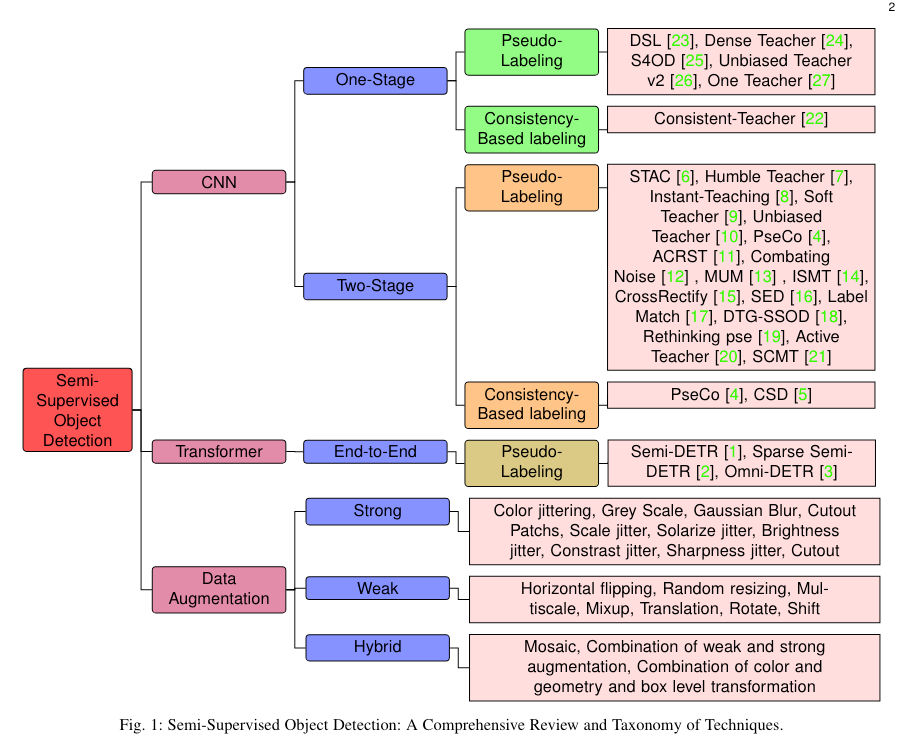 2
Pseudo-
Labeling
DSL [23], Dense Teacher [24],
S4OD [25], Unbiased Teacher
v2 [26], One Teacher [27]
One-Stage
Consistency-
Based labeling
Consistent-Teacher [22]
CNN
Pseudo-
Labeling
STAC [6], Humble Teacher [7],
Instant-Teaching [8], Soft
Teacher [9], Unbiased
Teacher [10], PseCo [4],
ACRST [11], Combating
Noise [12] , MUM [13] , ISMT [14],
CrossRectify [15], SED [16], Label
Match [17], DTG-SSOD [18],
Rethinking pse [19], Active
Teacher [20], SCMT [21]
Two-Stage
Consistency-
Based labeling
PseCo [4], CSD [5]
Semi-
Supervised
Object
Detection
Transformer
End-to-End
Pseudo-
Labeling
Semi-DETR [1], Sparse Semi-
DETR [2], Omni-DETR [3]
Strong
Color jittering, Grey Scale, Gaussian Blur, Cutout
Patchs, Scale jitter, Solarize jitter, Brightness
jitter, Constrast jitter, Sharpness jitter, Cutout
Data
Augmentation
Weak
Horizontal flipping, Random resizing, Mul-
tiscale, Mixup, Translation, Rotate, Shift
Hybrid
Mosaic, Combination of weak and strong
augmentation, Combination of color and
geometry and box level transformation
Fig. 1: Semi-Supervised Object Detection: A Comprehensive Review and Taxonomy of Techniques.